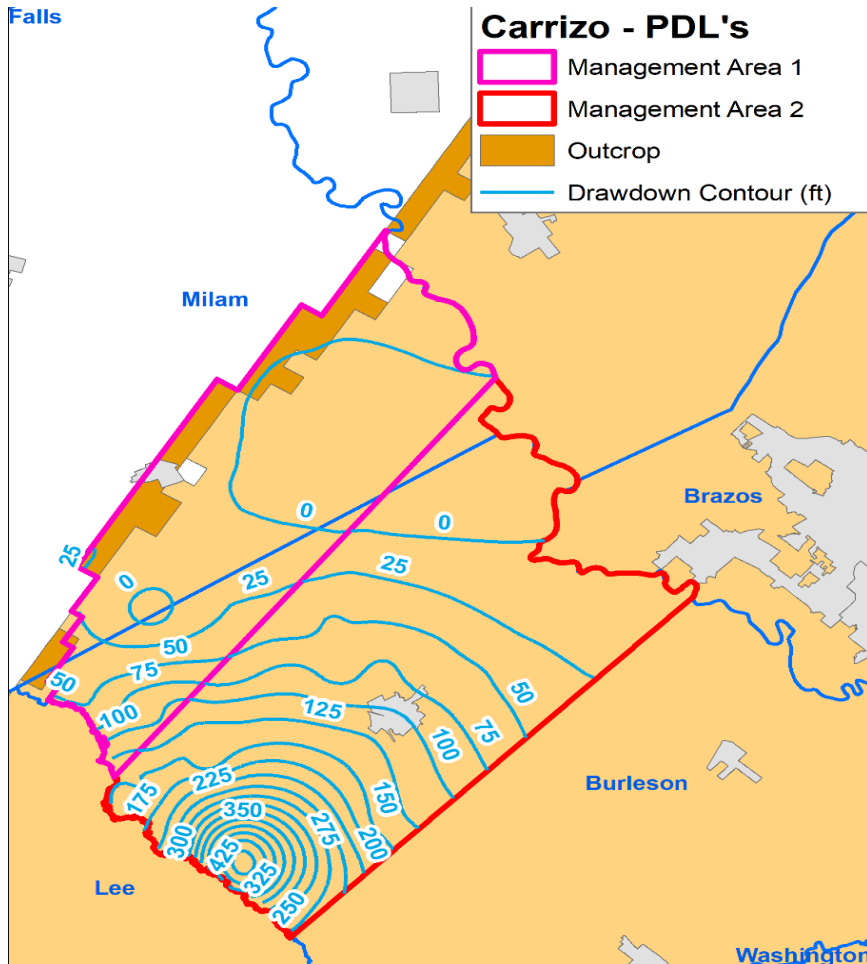 Falls
Carrizo - PDL's
Management Area 1
Management Area 2
Outcrop
Drawdown Contour (ft)
Milam
Brazos
0
0
25
0
25
25
50
75
50
50
100
125
75
100
225
175
350
150
Burleson
300
275
200
425
325
250
Lee
Washington